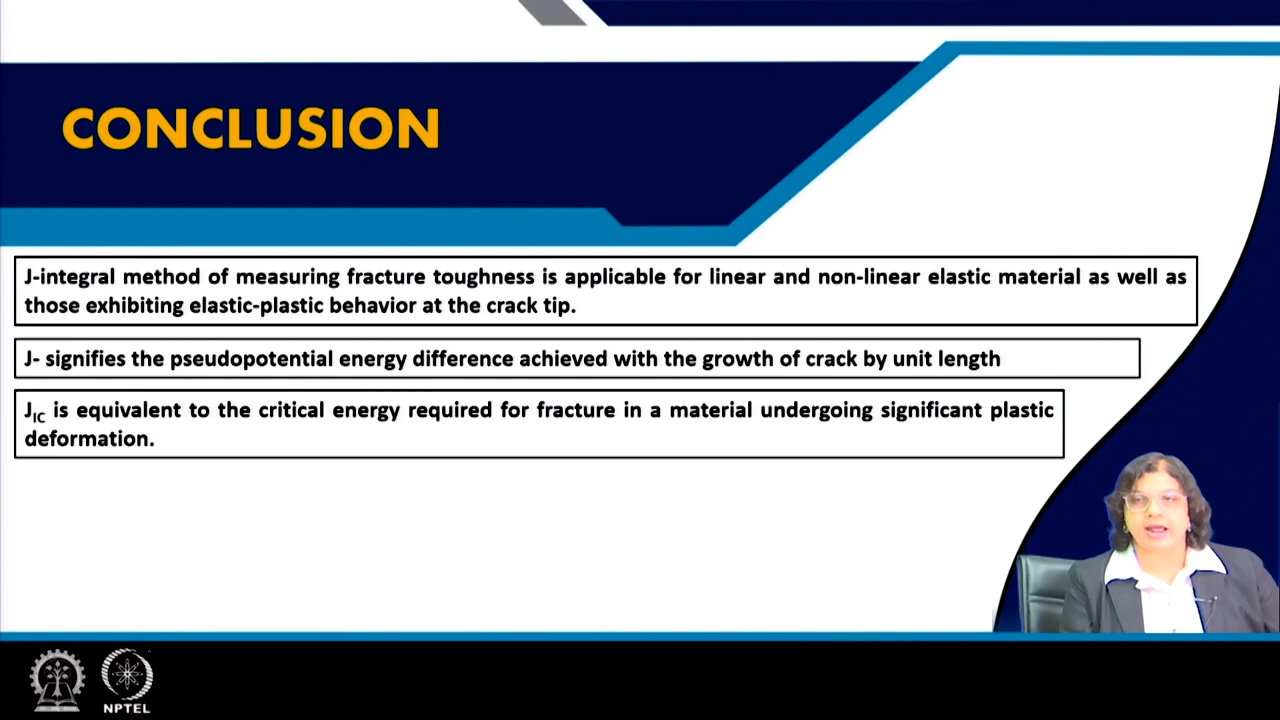 CONCLUSION
J-integral method of measuring fracture toughness is applicable for linear and non-linear elastic material as well as
those exhibiting elastic-plastic behavior at the crack tip.
J- signifies the pseudopotential energy difference achieved with the growth of crack by unit length
J_IC is equivalent to the critical energy required for fracture in a material undergoing significant plastic
deformation.
NPTEL